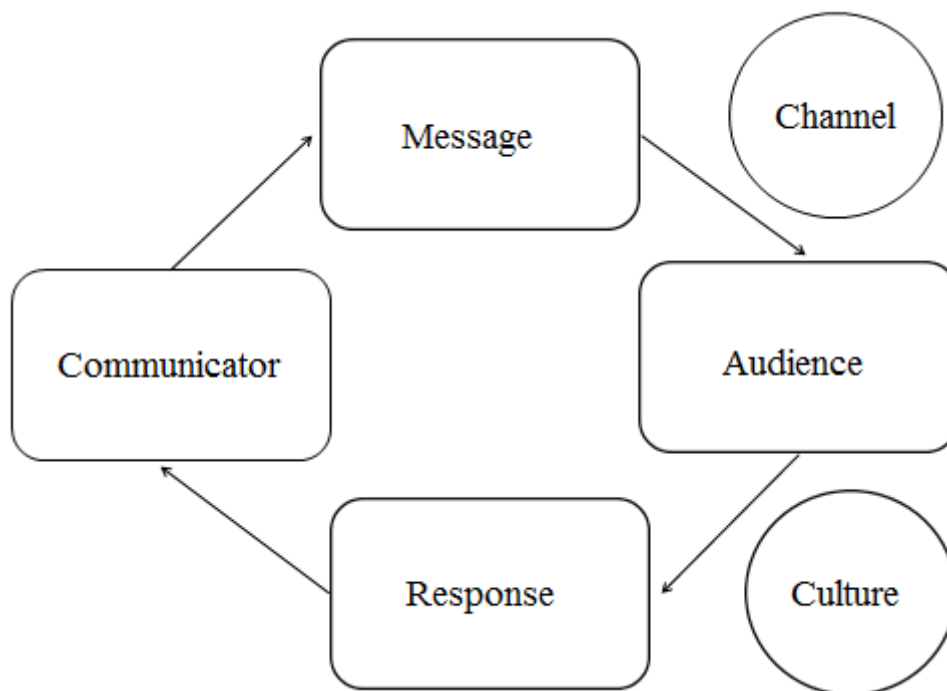 Message
Channel
Communicator
Audience
Response
Culture